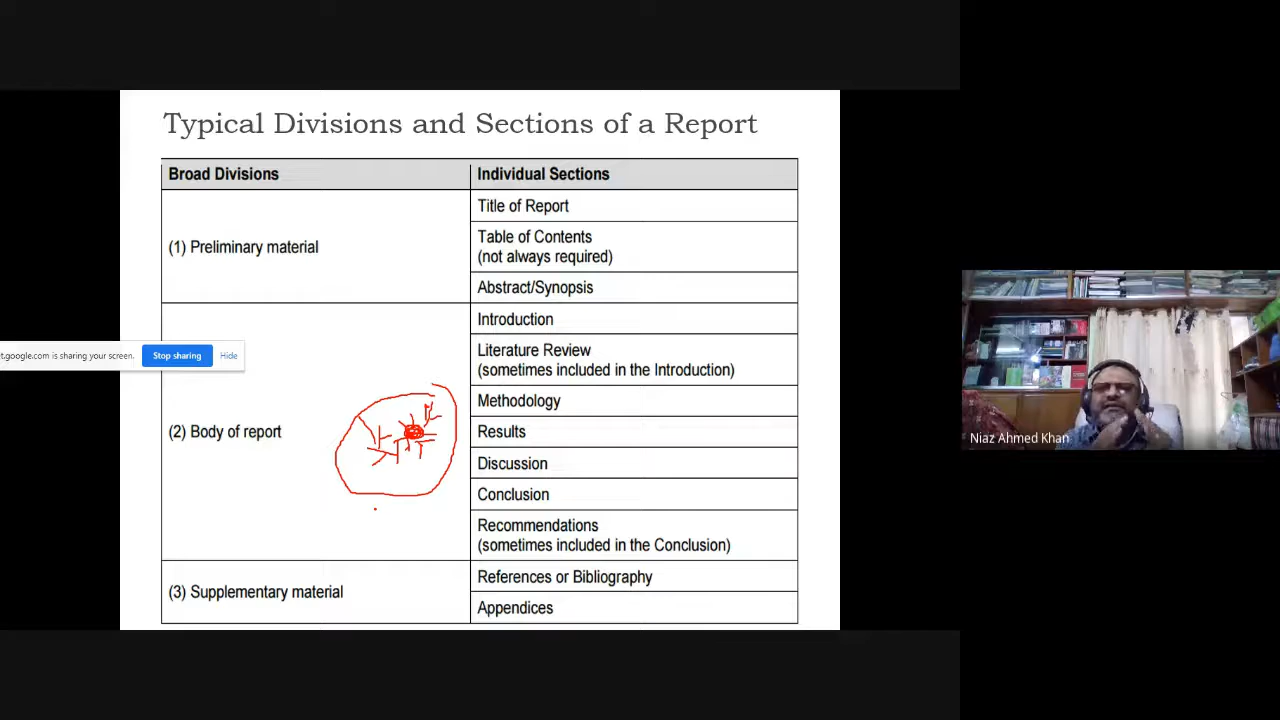 Typical Divisions and Sections of a Report
Broad Divisions
Individual Sections
(1) Preliminary material
Title of Report
Table of Contents
(not always required)
Abstract/Synopsis
(2) Body of report
Introduction
Literature Review
(sometimes included in the Introduction)
Methodology
Results
Discussion
Conclusion
Recommendations
(sometimes included in the Conclusion)
(3) Supplementary material
References or Bibliography
Appendices
t.google.com is sharing your screen.
Stop sharing
Hide
Niaz Ahmed Khan